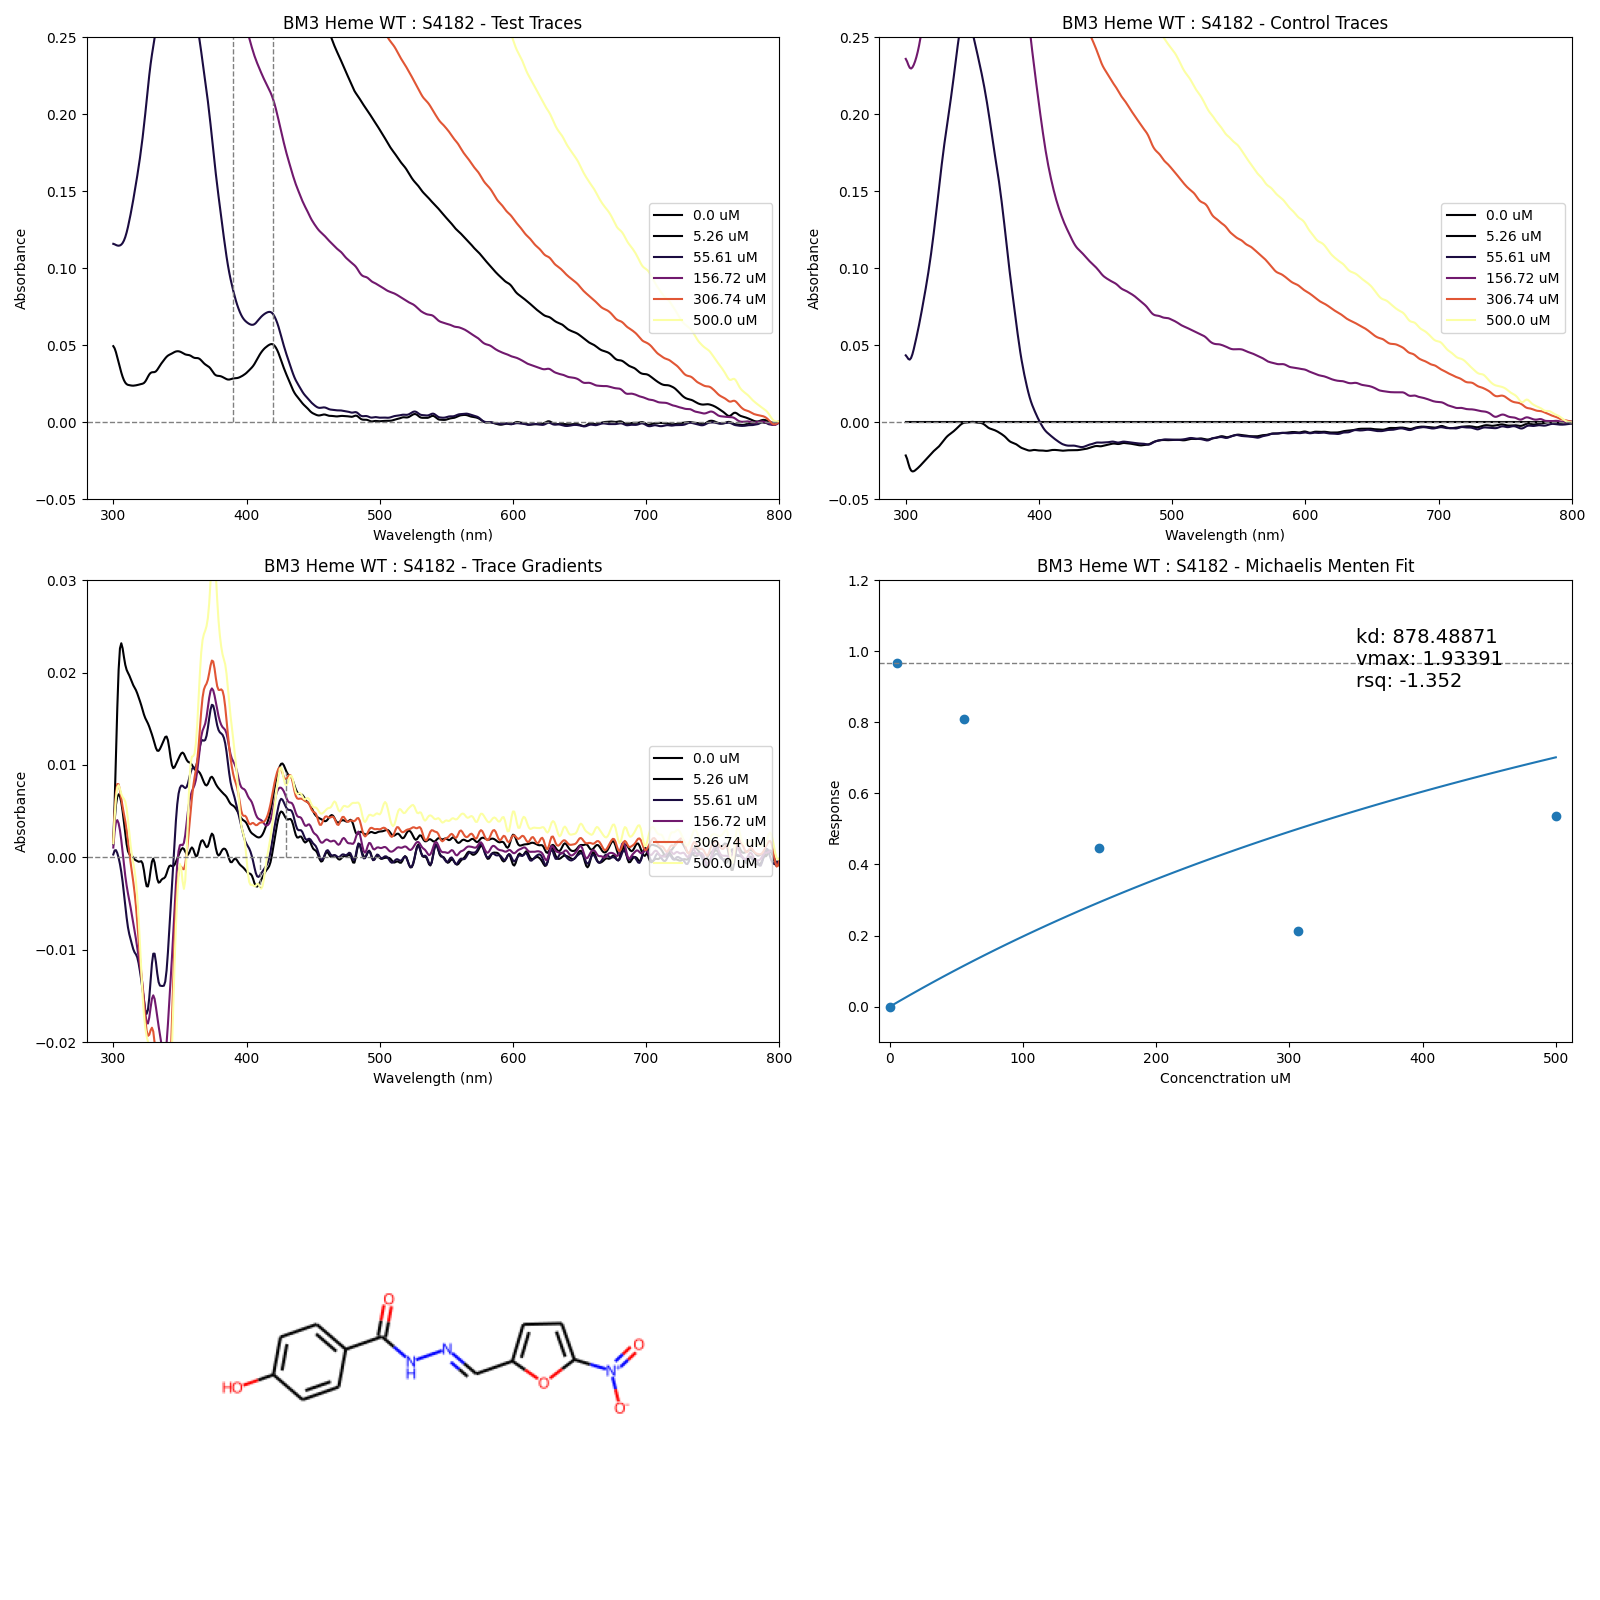 BM3 Heme WT : S4182 - Test Traces
Absorbance
0.25
0.20
0.15
0.10
0.05
0.00
−0.05
300 400 500 600 700 800
Wavelength (nm)
0.0 uM
5.26 uM
55.61 uM
156.72 uM
306.74 uM
500.0 uM
BM3 Heme WT : S4182 - Control Traces
Absorbance
0.25
0.20
0.15
0.10
0.05
0.00
−0.05
300 400 500 600 700 800
Wavelength (nm)
0.0 uM
5.26 uM
55.61 uM
156.72 uM
306.74 uM
500.0 uM
BM3 Heme WT : S4182 - Trace Gradients
Absorbance
0.03
0.02
0.01
0.00
−0.01
−0.02
300 400 500 600 700 800
Wavelength (nm)
0.0 uM
5.26 uM
55.61 uM
156.72 uM
306.74 uM
500.0 uM
BM3 Heme WT : S4182 - Michaelis Menten Fit
Response
1.2
1.0
0.8
0.6
0.4
0.2
0.0
0 100 200 300 400 500
Concenctration uM
kd: 878.48871
vmax: 1.93391
rsq: -1.352
O
N
N
H
HO
O
N+
O
O-